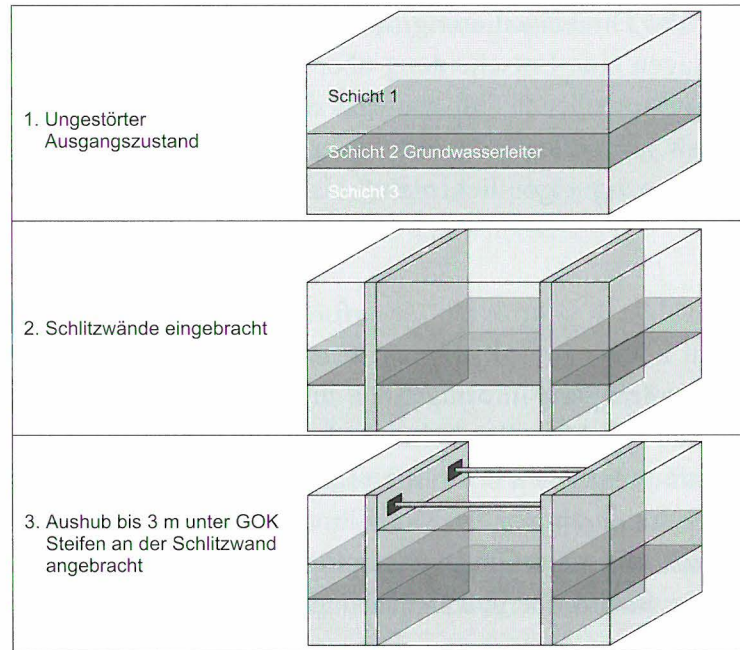 1. Ungestörter
Ausgangszustand
Schicht 1
Schicht 2 Grundwasserleiter
Schicht 3
2. Schlitzwände eingebracht
3. Aushub bis 3 m unter GOK
Steifen an der Schlitzwand
angebracht